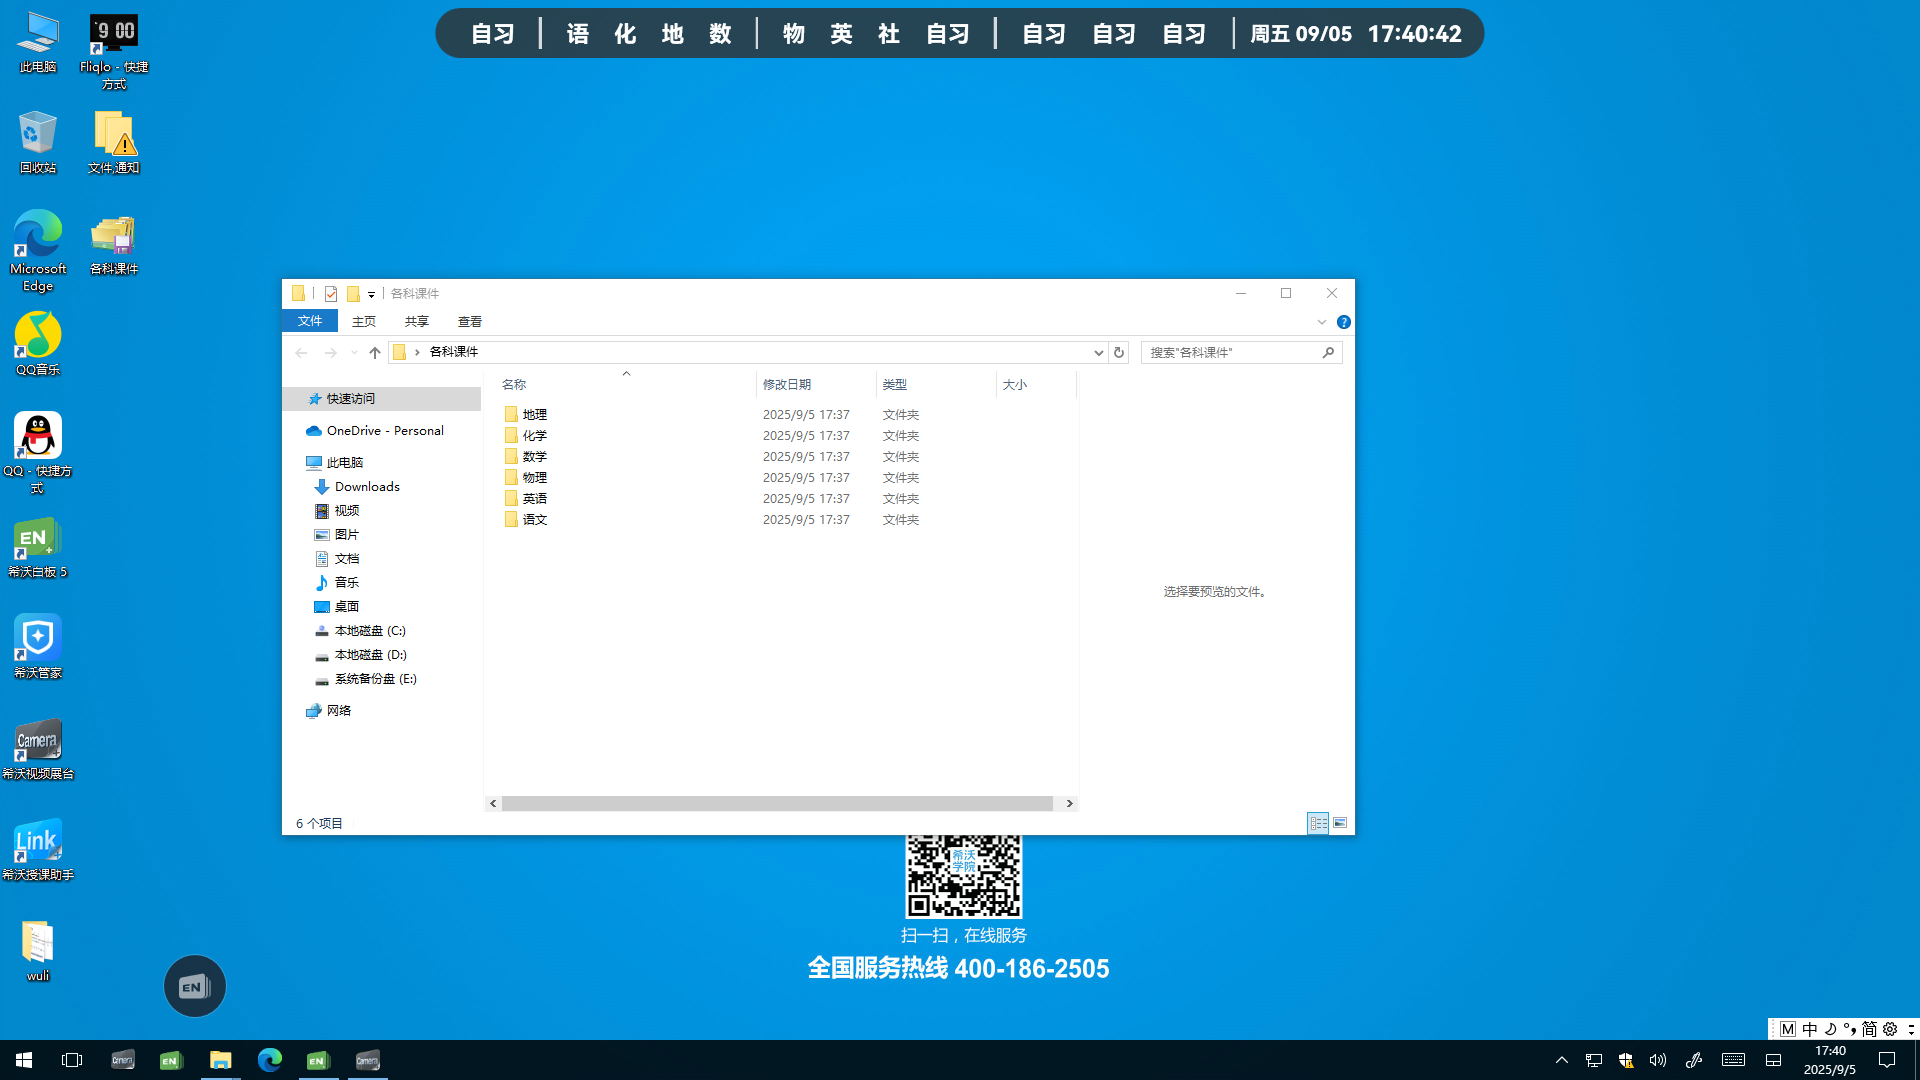 自习 | 语 化 地 数 | 物 英 社 自习 | 自习 自习 自习 | 周五 09/05 17:40:42
此电脑
Fliqlo - 快捷方式
回收站
文件,通知
Microsoft Edge
各科课件
QQ音乐
QQ - 快捷方式
EN
希沃白板 5
希沃管家
Camera
希沃视频展台
Link
希沃授课助手
wuli
EN
各科课件
文件 主页 共享 查看
各科课件
搜索"各科课件"
快速访问
OneDrive - Personal
此电脑
Downloads
视频
图片
文档
音乐
桌面
本地磁盘 (C:)
本地磁盘 (D:)
系统备份盘 (E:)
网络
名称 修改日期 类型 大小
地理 2025/9/5 17:37 文件夹
化学 2025/9/5 17:37 文件夹
数学 2025/9/5 17:37 文件夹
物理 2025/9/5 17:37 文件夹
英语 2025/9/5 17:37 文件夹
语文 2025/9/5 17:37 文件夹
选择要预览的文件。
6 个项目
希沃
学院
扫一扫，在线服务
全国服务热线 400-186-2505
M 中 简
Camera EN EN Camera
17:40
2025/9/5